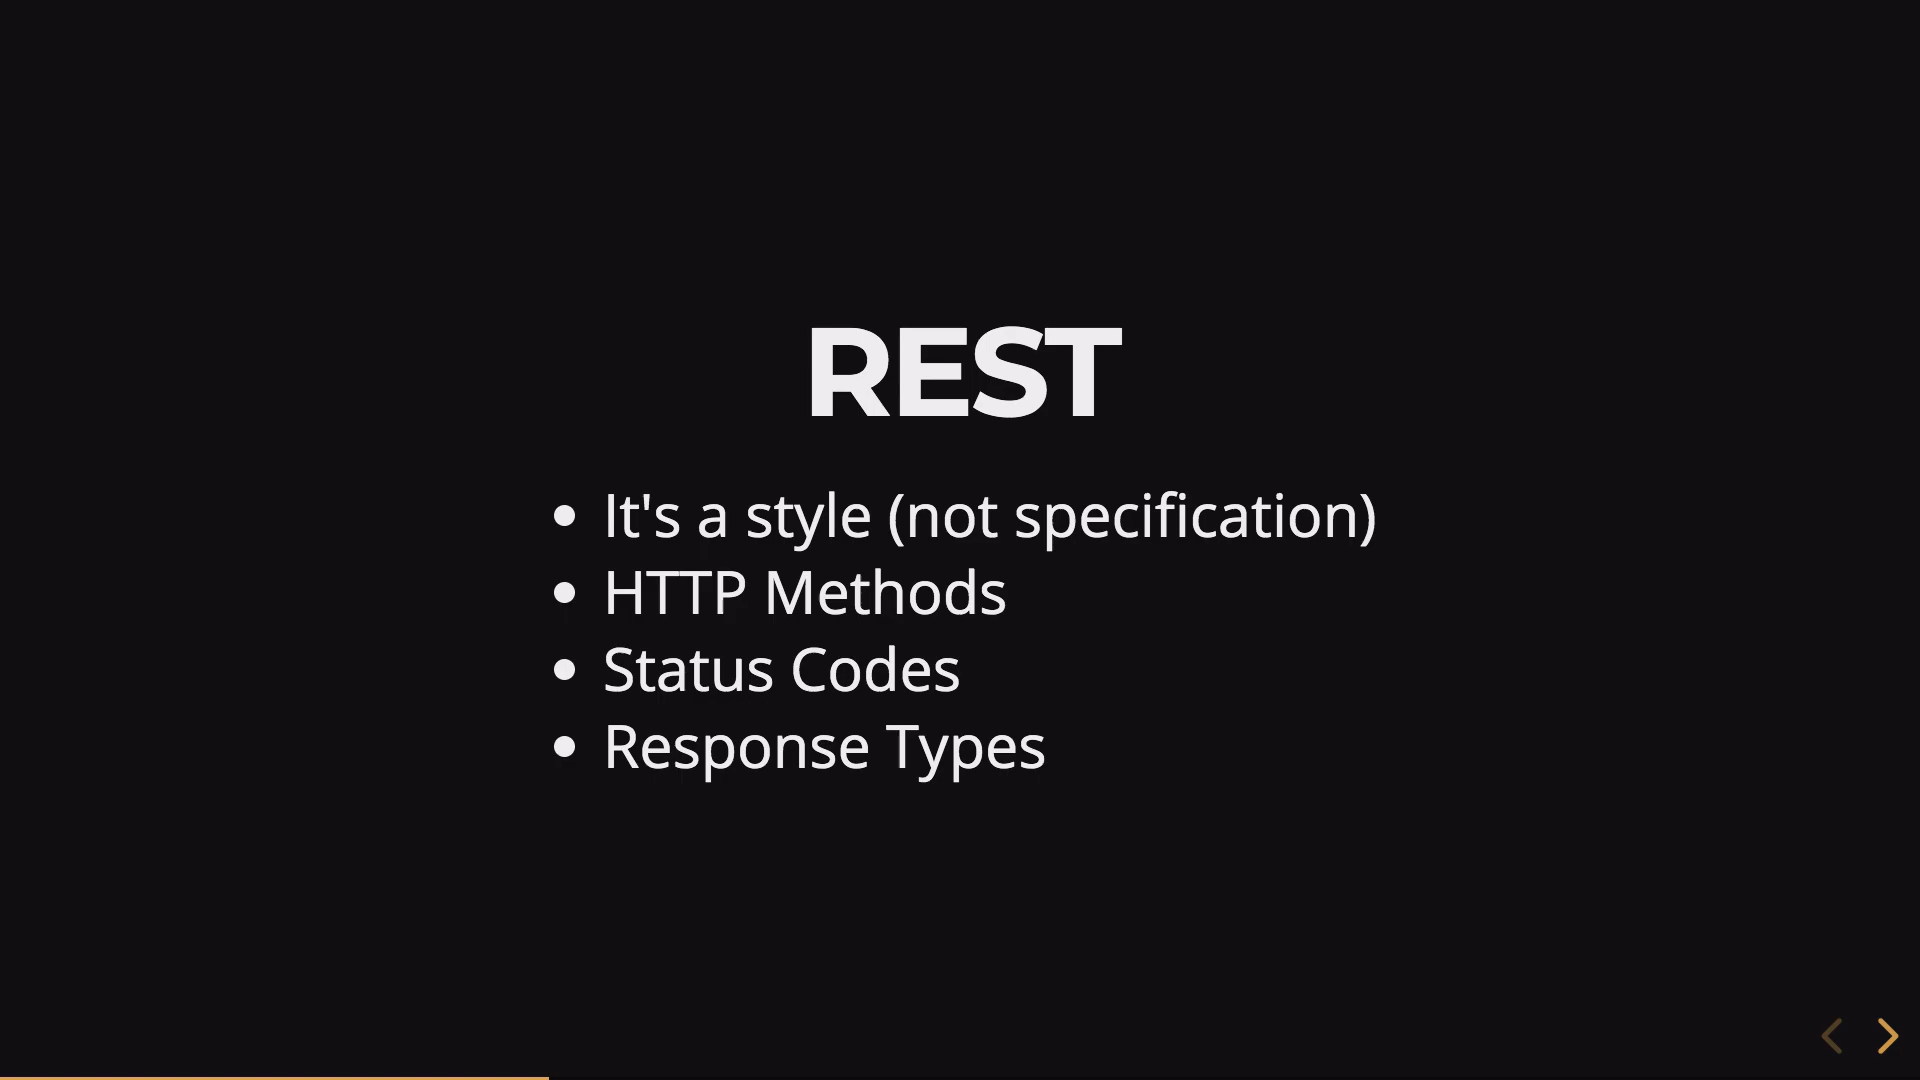 REST
• It's a style (not specification)
• HTTP Methods
• Status Codes
• Response Types